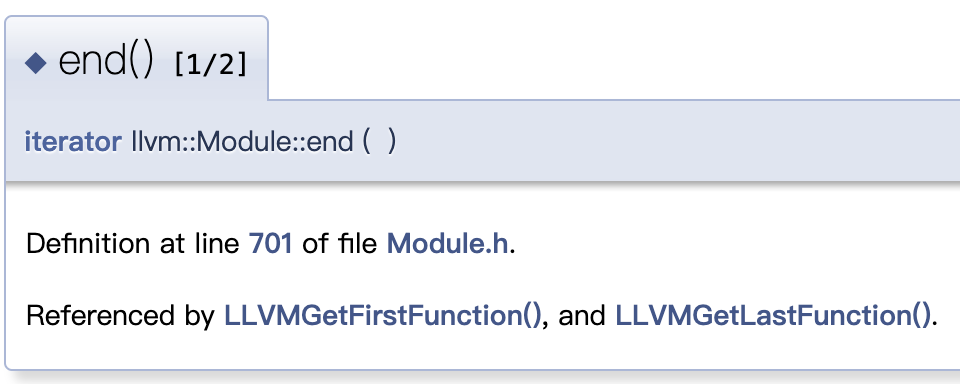 ◆ end() [1/2]
iterator llvm::Module::end ( )
Definition at line 701 of file Module.h.
Referenced by LLVMGetFirstFunction(), and LLVMGetLastFunction().